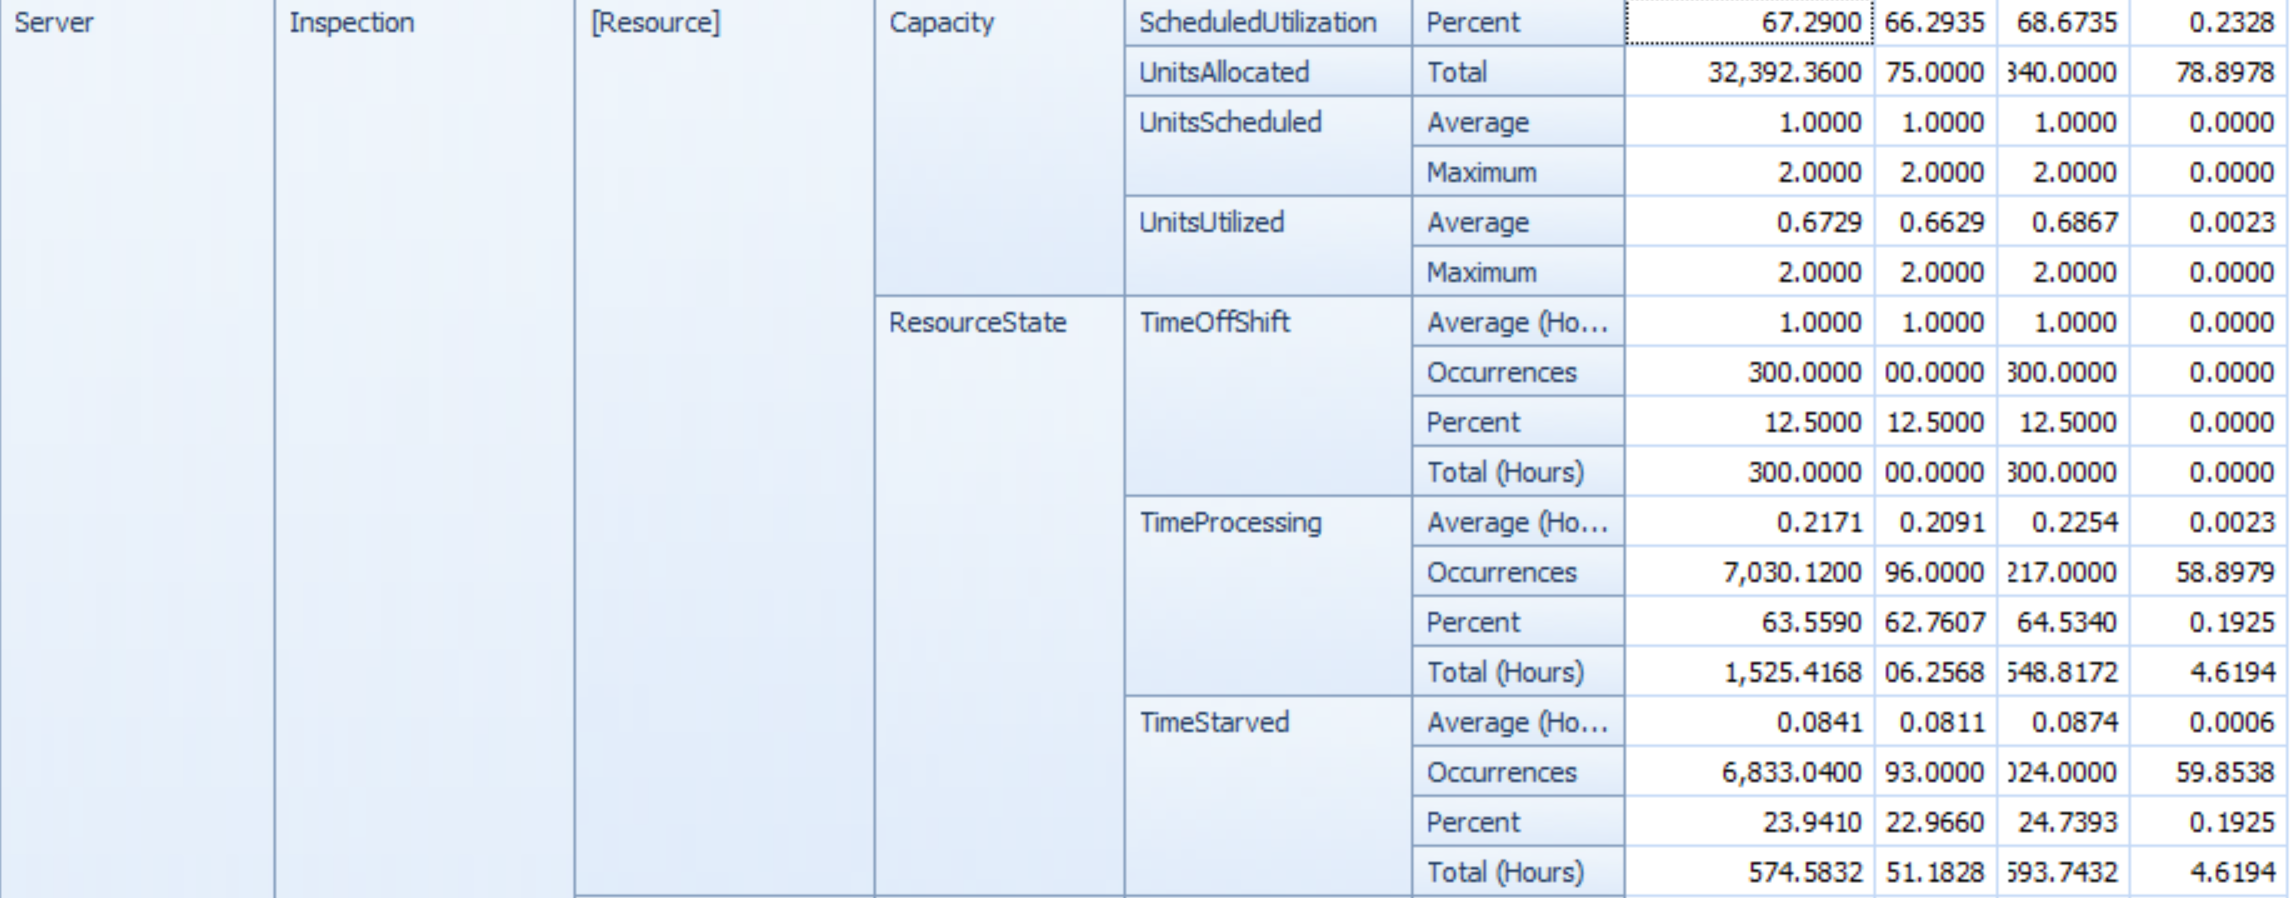 Server Inspection [Resource] Capacity ScheduledUtilization Percent 67.2900 66.2935 68.6735 0.2328
UnitsAllocated Total 32,392.3600 75.0000 340.0000 78.8978
UnitsScheduled Average 1.0000 1.0000 1.0000 0.0000
Maximum 2.0000 2.0000 2.0000 0.0000
UnitsUtilized Average 0.6729 0.6629 0.6867 0.0023
Maximum 2.0000 2.0000 2.0000 0.0000
ResourceState TimeOffShift Average (Ho... 1.0000 1.0000 1.0000 0.0000
Occurrences 300.0000 00.0000 300.0000 0.0000
Percent 12.5000 12.5000 12.5000 0.0000
Total (Hours) 300.0000 00.0000 300.0000 0.0000
TimeProcessing Average (Ho... 0.2171 0.2091 0.2254 0.0023
Occurrences 7,030.1200 96.0000 217.0000 58.8979
Percent 63.5590 62.7607 64.5340 0.1925
Total (Hours) 1,525.4168 06.2568 548.8172 4.6194
TimeStarved Average (Ho... 0.0841 0.0811 0.0874 0.0006
Occurrences 6,833.0400 93.0000 024.0000 59.8538
Percent 23.9410 22.9660 24.7393 0.1925
Total (Hours) 574.5832 51.1828 593.7432 4.6194